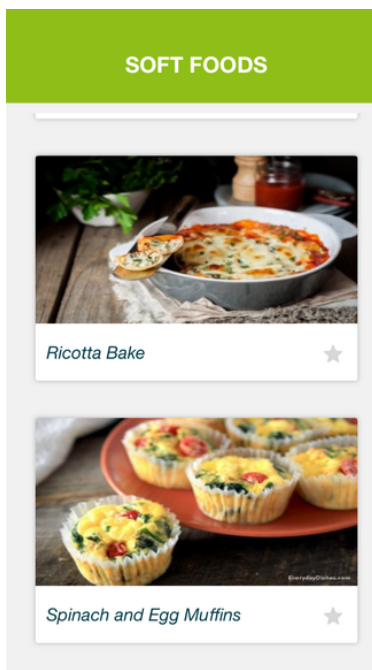 SOFT FOODS
Ricotta Bake
EverydayDishes.com
Spinach and Egg Muffins